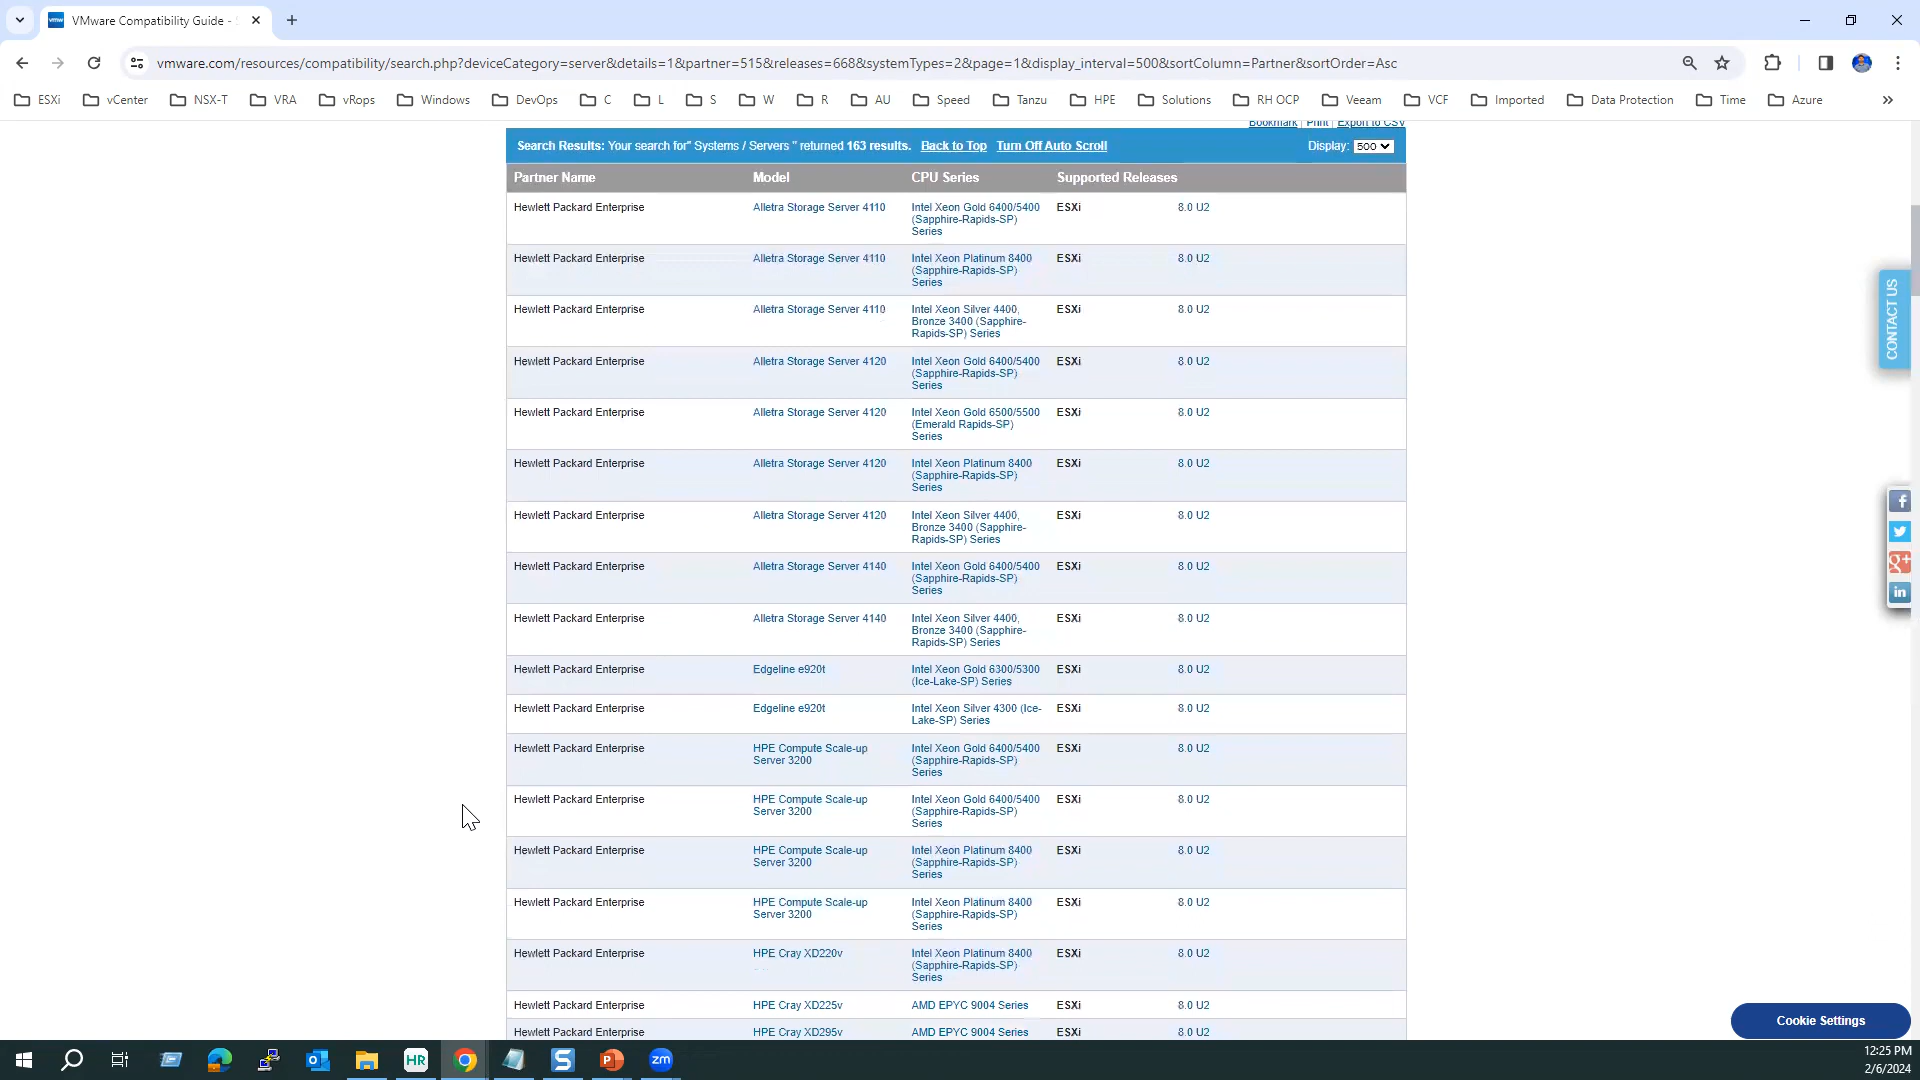 VMware Compatibility Guide -
vmware.com/resources/compatibility/search.php?deviceCategory=server&details=1&partner=515&releases=668&systemTypes=2&page=1&display_interval=500&sortColumn=Partner&sortOrder=Asc
ESXi vCenter NSX-T VRA vRops Windows DevOps C L S W R AU Speed Tanzu HPE Solutions RH OCP Veeam VCF Imported Data Protection Time Azure »
Bookmark | Print | Export to CSV
Search Results: Your search for" Systems / Servers " returned 163 results. Back to Top Turn Off Auto Scroll Display: 500
Partner Name Model CPU Series Supported Releases
Hewlett Packard Enterprise Alletra Storage Server 4110 Intel Xeon Gold 6400/5400 ESXi 8.0 U2
(Sapphire-Rapids-SP)
Series
Hewlett Packard Enterprise Alletra Storage Server 4110 Intel Xeon Platinum 8400 ESXi 8.0 U2
(Sapphire-Rapids-SP)
Series
Hewlett Packard Enterprise Alletra Storage Server 4110 Intel Xeon Silver 4400, ESXi 8.0 U2
Bronze 3400 (Sapphire-
Rapids-SP) Series
Hewlett Packard Enterprise Alletra Storage Server 4120 Intel Xeon Gold 6400/5400 ESXi 8.0 U2
(Sapphire-Rapids-SP)
Series
Hewlett Packard Enterprise Alletra Storage Server 4120 Intel Xeon Gold 6500/5500 ESXi 8.0 U2
(Emerald Rapids-SP)
Series
Hewlett Packard Enterprise Alletra Storage Server 4120 Intel Xeon Platinum 8400 ESXi 8.0 U2
(Sapphire-Rapids-SP)
Series
Hewlett Packard Enterprise Alletra Storage Server 4120 Intel Xeon Silver 4400, ESXi 8.0 U2
Bronze 3400 (Sapphire-
Rapids-SP) Series
Hewlett Packard Enterprise Alletra Storage Server 4140 Intel Xeon Gold 6400/5400 ESXi 8.0 U2
(Sapphire-Rapids-SP)
Series
Hewlett Packard Enterprise Alletra Storage Server 4140 Intel Xeon Silver 4400, ESXi 8.0 U2
Bronze 3400 (Sapphire-
Rapids-SP) Series
Hewlett Packard Enterprise Edgeline e920t Intel Xeon Gold 6300/5300 ESXi 8.0 U2
(Ice-Lake-SP) Series
Hewlett Packard Enterprise Edgeline e920t Intel Xeon Silver 4300 (Ice- ESXi 8.0 U2
Lake-SP) Series
Hewlett Packard Enterprise HPE Compute Scale-up Intel Xeon Gold 6400/5400 ESXi 8.0 U2
Server 3200 (Sapphire-Rapids-SP)
Series
Hewlett Packard Enterprise HPE Compute Scale-up Intel Xeon Gold 6400/5400 ESXi 8.0 U2
Server 3200 (Sapphire-Rapids-SP)
Series
Hewlett Packard Enterprise HPE Compute Scale-up Intel Xeon Platinum 8400 ESXi 8.0 U2
Server 3200 (Sapphire-Rapids-SP)
Series
Hewlett Packard Enterprise HPE Compute Scale-up Intel Xeon Platinum 8400 ESXi 8.0 U2
Server 3200 (Sapphire-Rapids-SP)
Series
Hewlett Packard Enterprise HPE Cray XD220v Intel Xeon Platinum 8400 ESXi 8.0 U2
(Sapphire-Rapids-SP)
Series
Hewlett Packard Enterprise HPE Cray XD225v AMD EPYC 9004 Series ESXi 8.0 U2
Hewlett Packard Enterprise HPE Cray XD295v AMD EPYC 9004 Series ESXi 8.0 U2
CONTACT US
f
g+
in
Cookie Settings
HR
S
P
zm
12:25 PM
2/6/2024